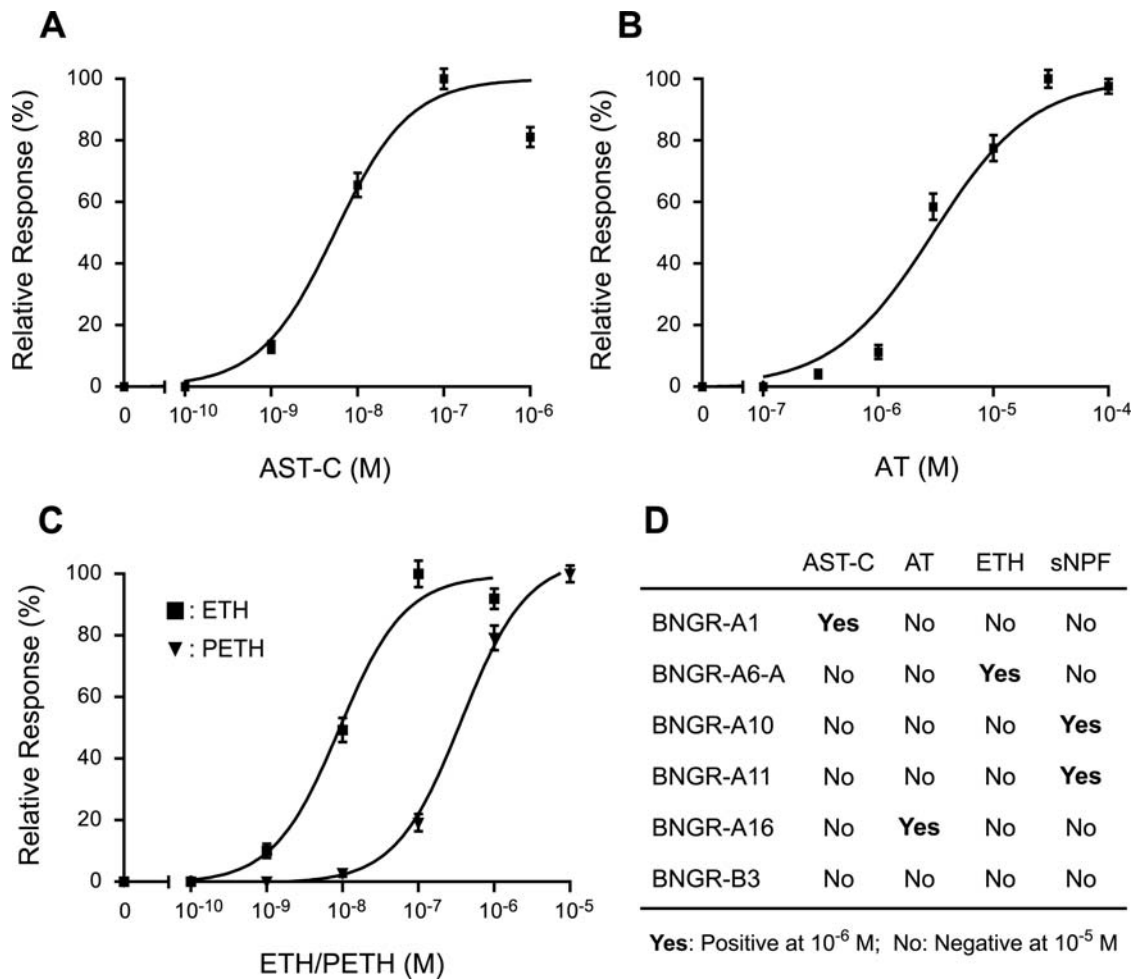 A
Relative Response (%)
100
80
60
40
20
0
0 10-10 10-9 10-8 10-7 10-6
AST-C (M)
B
Relative Response (%)
100
80
60
40
20
0
0 10-7 10-6 10-5 10-4
AT (M)
C
Relative Response (%)
100
80
60
40
20
0
■: ETH
▼: PETH
0 10-10 10-9 10-8 10-7 10-6 10-5
ETH/PETH (M)
D
AST-C AT ETH sNPF
BNGR-A1 Yes No No No
BNGR-A6-A No No Yes No
BNGR-A10 No No No Yes
BNGR-A11 No No No Yes
BNGR-A16 No Yes No No
BNGR-B3 No No No No
Yes: Positive at 10-6 M; No: Negative at 10-5 M